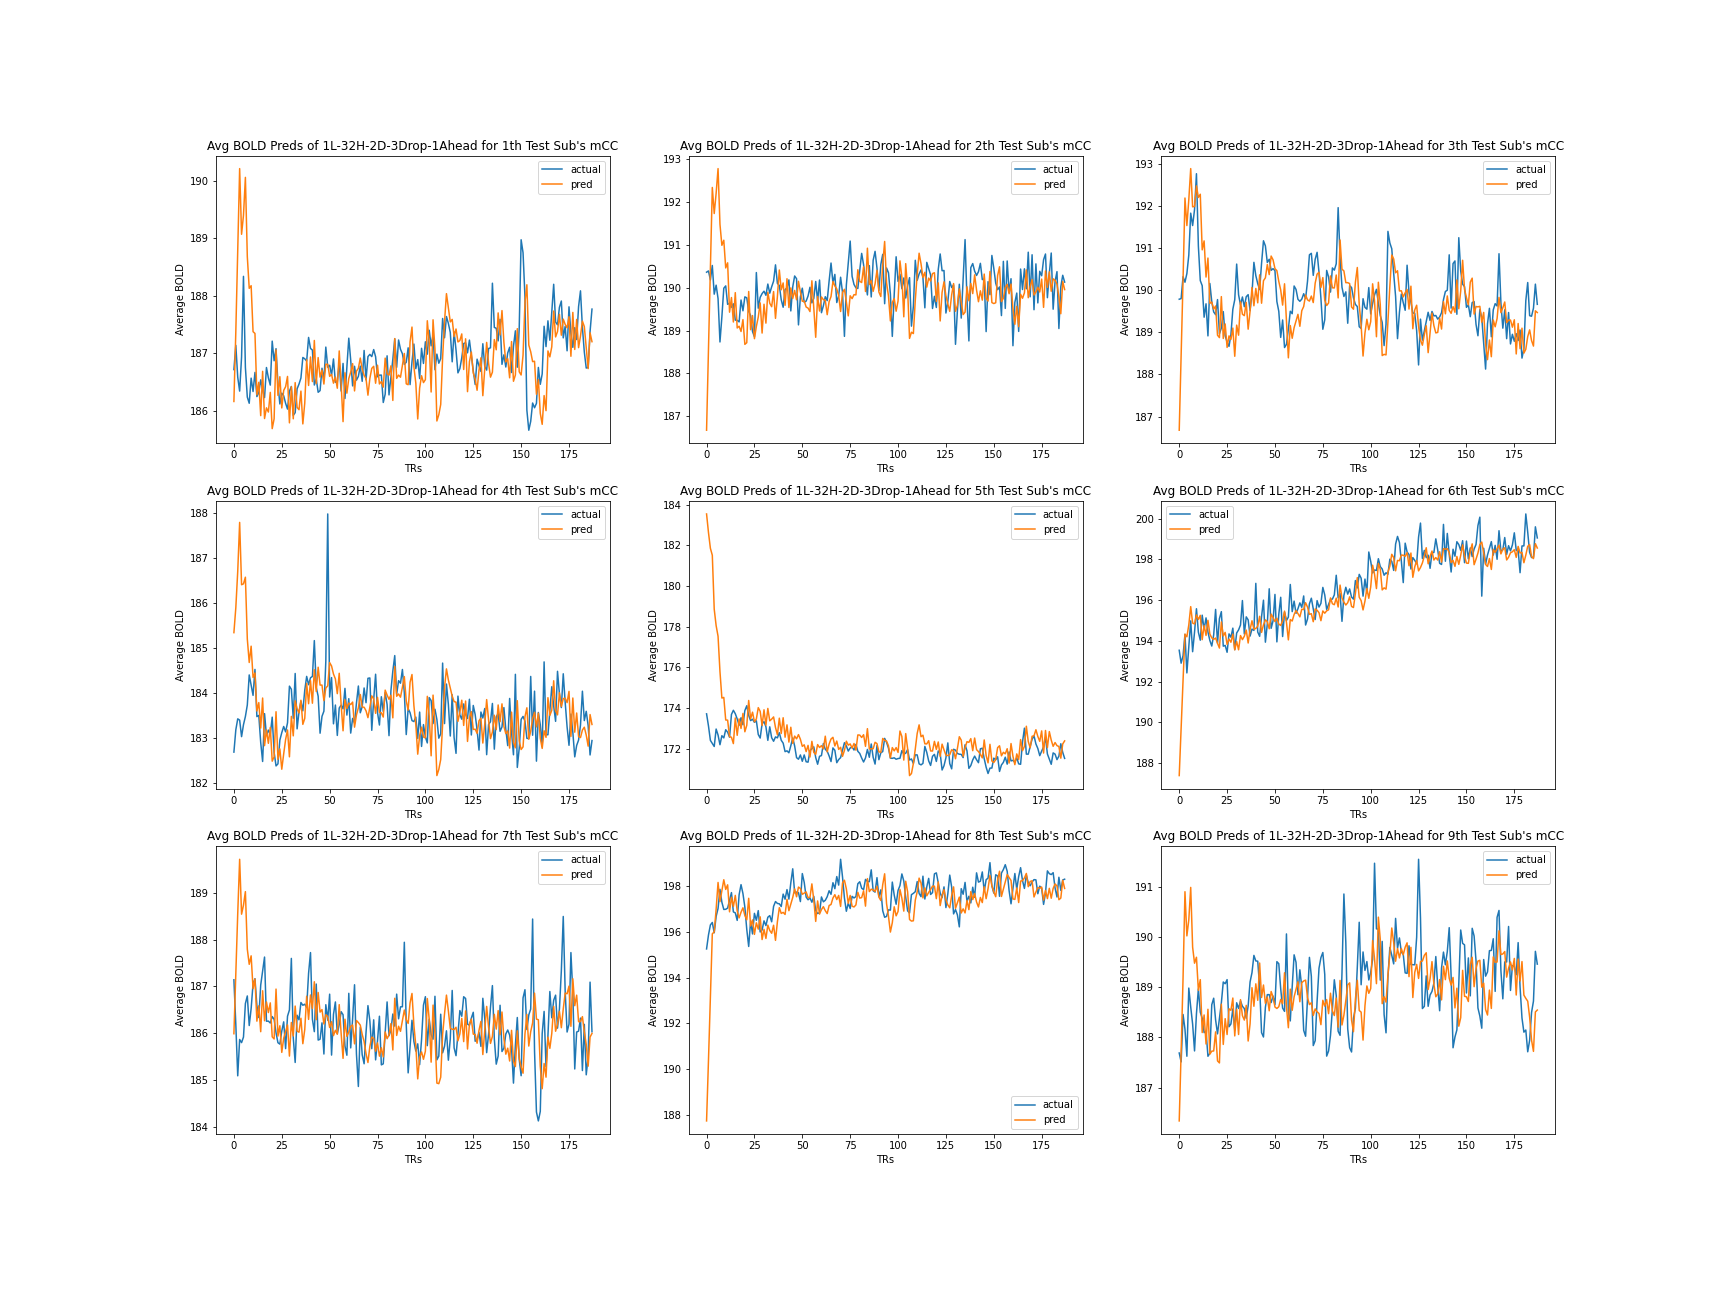 Avg BOLD Preds of 1L-32H-2D-3Drop-1Ahead for 1th Test Sub's mCC
190
189
188
187
186
Average BOLD
0 25 50 75 100 125 150 175
TRs
actual
pred
Avg BOLD Preds of 1L-32H-2D-3Drop-1Ahead for 2th Test Sub's mCC
193
192
191
190
189
188
187
Average BOLD
0 25 50 75 100 125 150 175
TRs
actual
pred
Avg BOLD Preds of 1L-32H-2D-3Drop-1Ahead for 3th Test Sub's mCC
193
192
191
190
189
188
187
Average BOLD
0 25 50 75 100 125 150 175
TRs
actual
pred
Avg BOLD Preds of 1L-32H-2D-3Drop-1Ahead for 4th Test Sub's mCC
188
187
186
185
184
183
182
Average BOLD
0 25 50 75 100 125 150 175
TRs
actual
pred
Avg BOLD Preds of 1L-32H-2D-3Drop-1Ahead for 5th Test Sub's mCC
184
182
180
178
176
174
172
Average BOLD
0 25 50 75 100 125 150 175
TRs
actual
pred
Avg BOLD Preds of 1L-32H-2D-3Drop-1Ahead for 6th Test Sub's mCC
200
198
196
194
192
190
188
Average BOLD
0 25 50 75 100 125 150 175
TRs
actual
pred
Avg BOLD Preds of 1L-32H-2D-3Drop-1Ahead for 7th Test Sub's mCC
189
188
187
186
185
184
Average BOLD
0 25 50 75 100 125 150 175
TRs
actual
pred
Avg BOLD Preds of 1L-32H-2D-3Drop-1Ahead for 8th Test Sub's mCC
198
196
194
192
190
188
Average BOLD
0 25 50 75 100 125 150 175
TRs
actual
pred
Avg BOLD Preds of 1L-32H-2D-3Drop-1Ahead for 9th Test Sub's mCC
191
190
189
188
187
Average BOLD
0 25 50 75 100 125 150 175
TRs
actual
pred